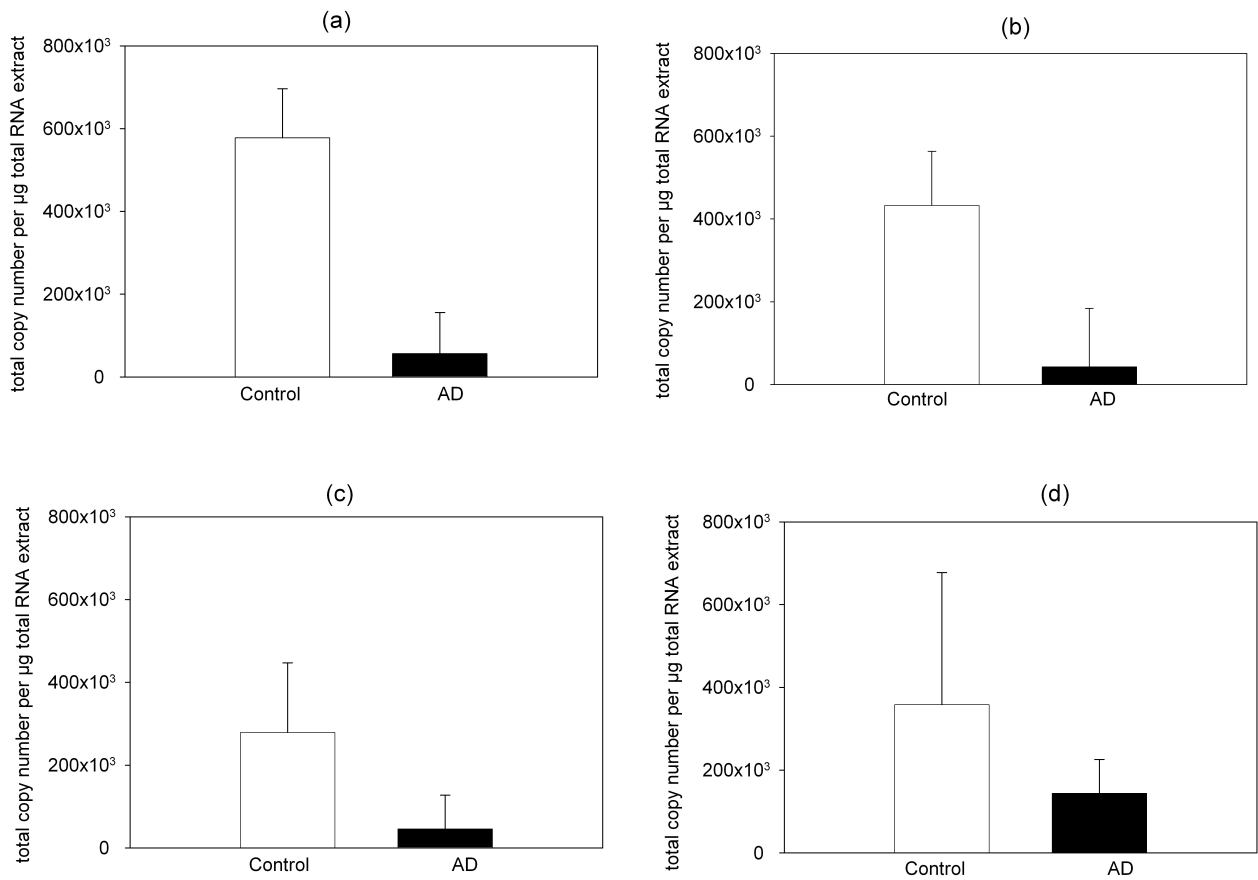 (a)
total copy number per µg total RNA extract
800x10³
600x10³
400x10³
200x10³
0
Control AD
(b)
total copy number per µg total RNA extract
800x10³
600x10³
400x10³
200x10³
0
Control AD
(c)
total copy number per µg total RNA extract
800x10³
600x10³
400x10³
200x10³
0
Control AD
(d)
total copy number per µg total RNA extract
800x10³
600x10³
400x10³
200x10³
0
Control AD